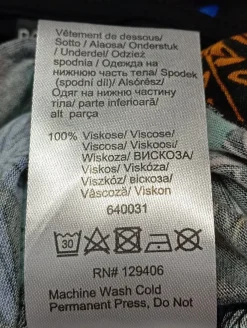 Vêtement de dessous/
Sotto / Alaosa / Onderstuk
/ Underdel / Odzież
spodnia / Одежда на
нижнюю часть тела/ Spodek
(spodní díl)/ Alsórész/
Одяг на нижню частину
тіла/ parte inferioară/
alt parça
100% Viskose/ Viscose/
Viscosa/ Viskoosi/
Wiskoza/ ВИСКОЗА/
Viskos/ Viskóza/
Viszkóz/ віскоза/
Vâscoză/ Viskon
640031
30
RN# 129406
Machine Wash Cold
Permanent Press, Do Not